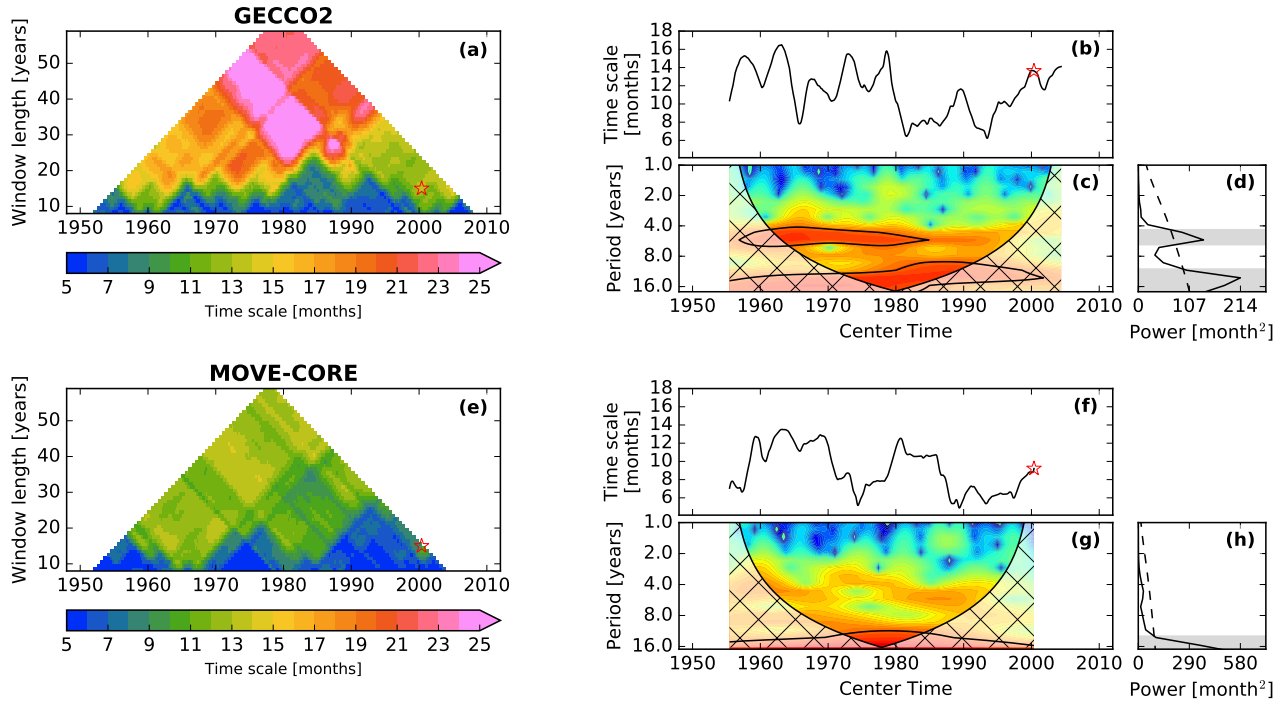 GECCO2
(a)
Window length [years]
50
40
30
20
10
1950 1960 1970 1980 1990 2000 2010
5 7 9 11 13 15 17 19 21 23 25
Time scale [months]
(b)
Time scale
[months]
18
16
14
12
10
8
6
(c)
Period [years]
1.0
2.0
4.0
8.0
16.0
1950 1960 1970 1980 1990 2000 2010
Center Time
(d)
0 107 214
Power [month²]
MOVE-CORE
(e)
Window length [years]
50
40
30
20
10
1950 1960 1970 1980 1990 2000 2010
5 7 9 11 13 15 17 19 21 23 25
Time scale [months]
(f)
Time scale
[months]
18
16
14
12
10
8
6
(g)
Period [years]
1.0
2.0
4.0
8.0
16.0
1950 1960 1970 1980 1990 2000 2010
Center Time
(h)
0 290 580
Power [month²]